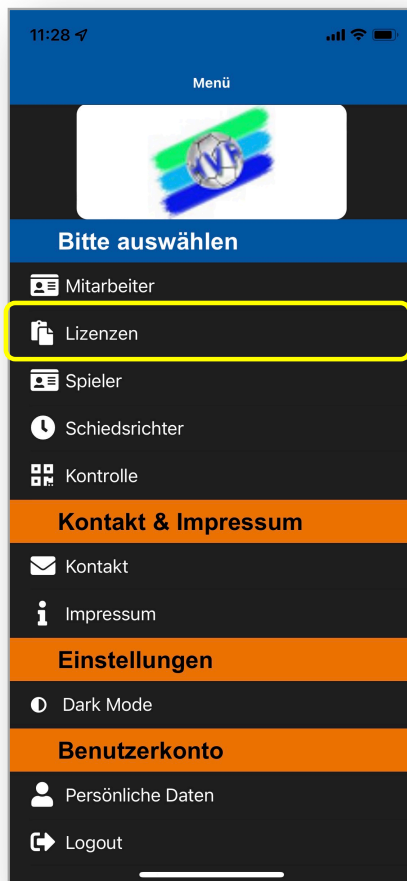 11:28
Menü
HVF
Bitte auswählen
Mitarbeiter
Lizenzen
Spieler
Schiedsrichter
Kontrolle
Kontakt & Impressum
Kontakt
Impressum
Einstellungen
Dark Mode
Benutzerkonto
Persönliche Daten
Logout